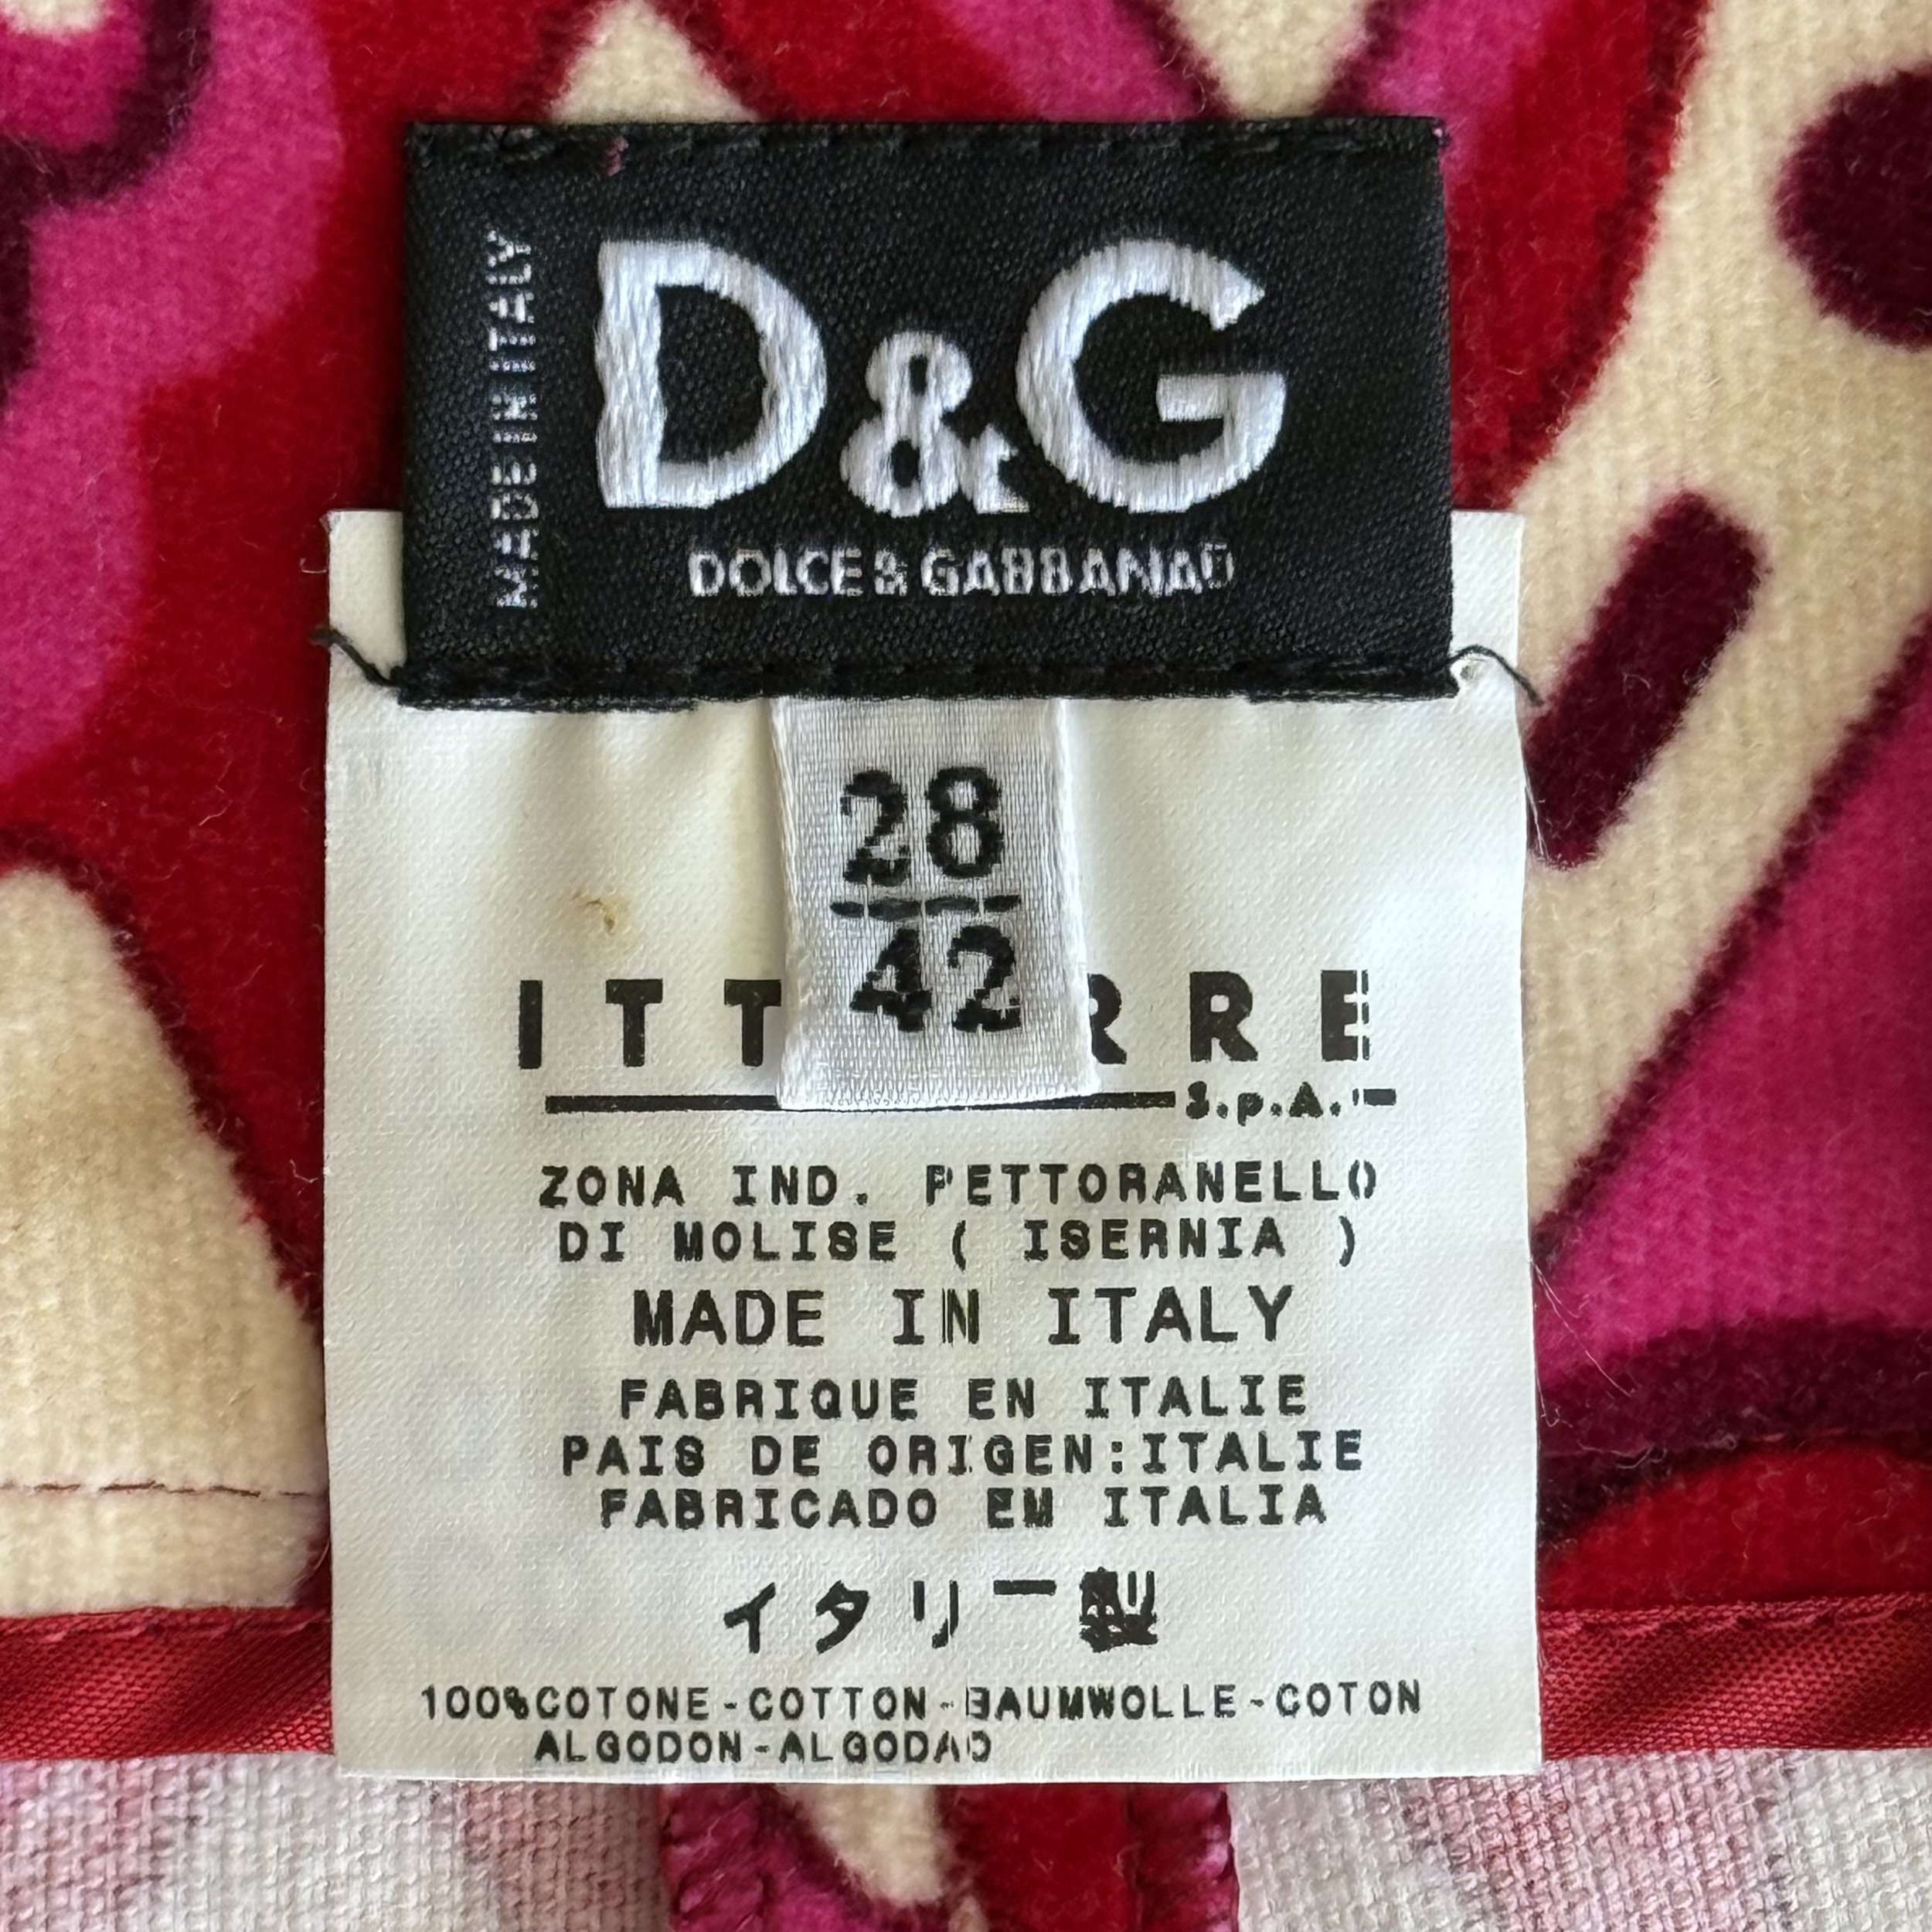 MADE IN ITALY
D&G
DOLCE & GABBANA
28
42
ITT RRE
S.p.A.
ZONA IND. PETTORANELLO
DI MOLISE ( ISERNIA )
MADE IN ITALY
FABRIQUE EN ITALIE
PAIS DE ORIGEN:ITALIE
FABRICADO EM ITALIA
イタリー製
100%COTONE-COTTON-BAUMWOLLE-COTON
ALGODON-ALGODAO